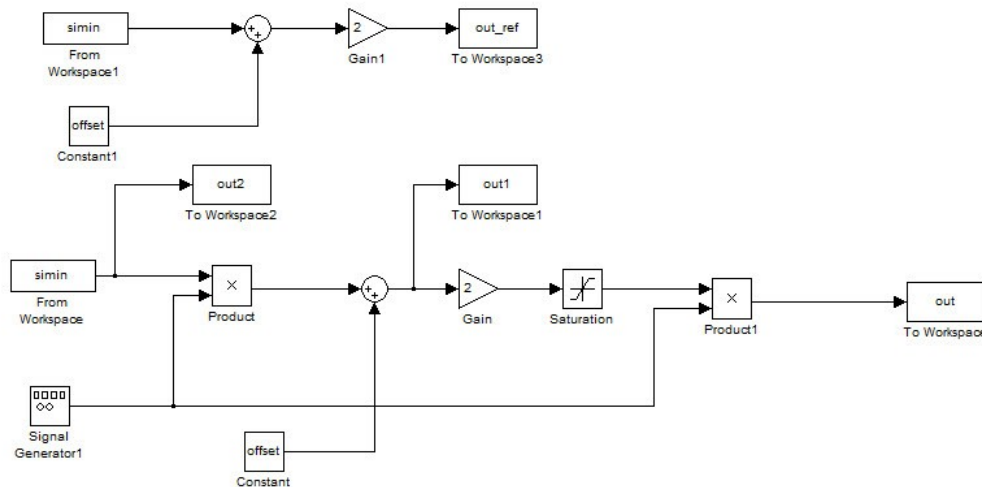 simin
2
out_ref
From
Workspace1
Gain1
To Workspace3
offset
Constant1
out2
out1
To Workspace2
To Workspace1
simin
×
2
×
out
From
Workspace
Product
Gain
Saturation
Product1
To Workspace
Signal
Generator1
offset
Constant